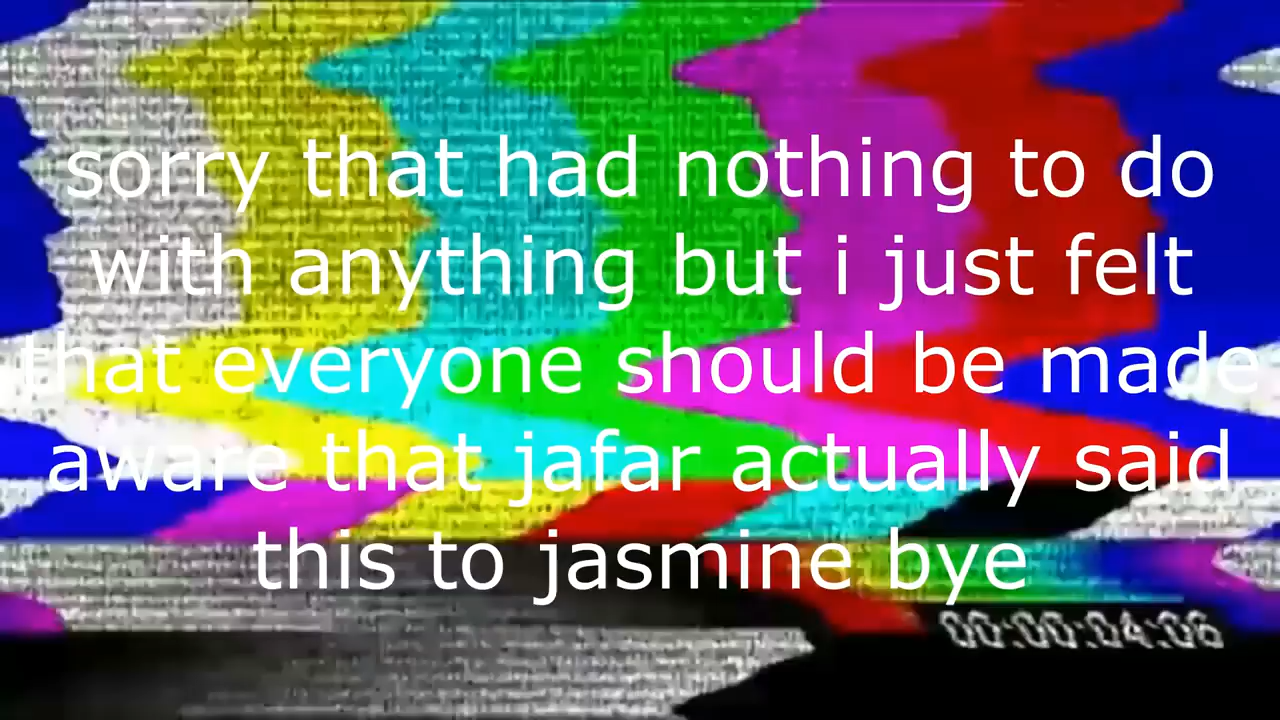 sorry that had nothing to do
with anything but i just felt
that everyone should be made
aware that jafar actually said
this to jasmine bye
00:00:04:06